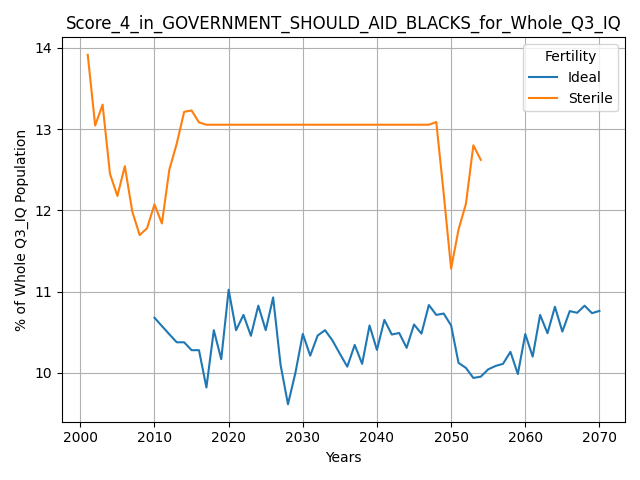 Score_4_in_GOVERNMENT_SHOULD_AID_BLACKS_for_Whole_Q3_IQ
% of Whole Q3_IQ Population
14
13
12
11
10
Fertility
Ideal
Sterile
2000 2010 2020 2030 2040 2050 2060 2070
Years